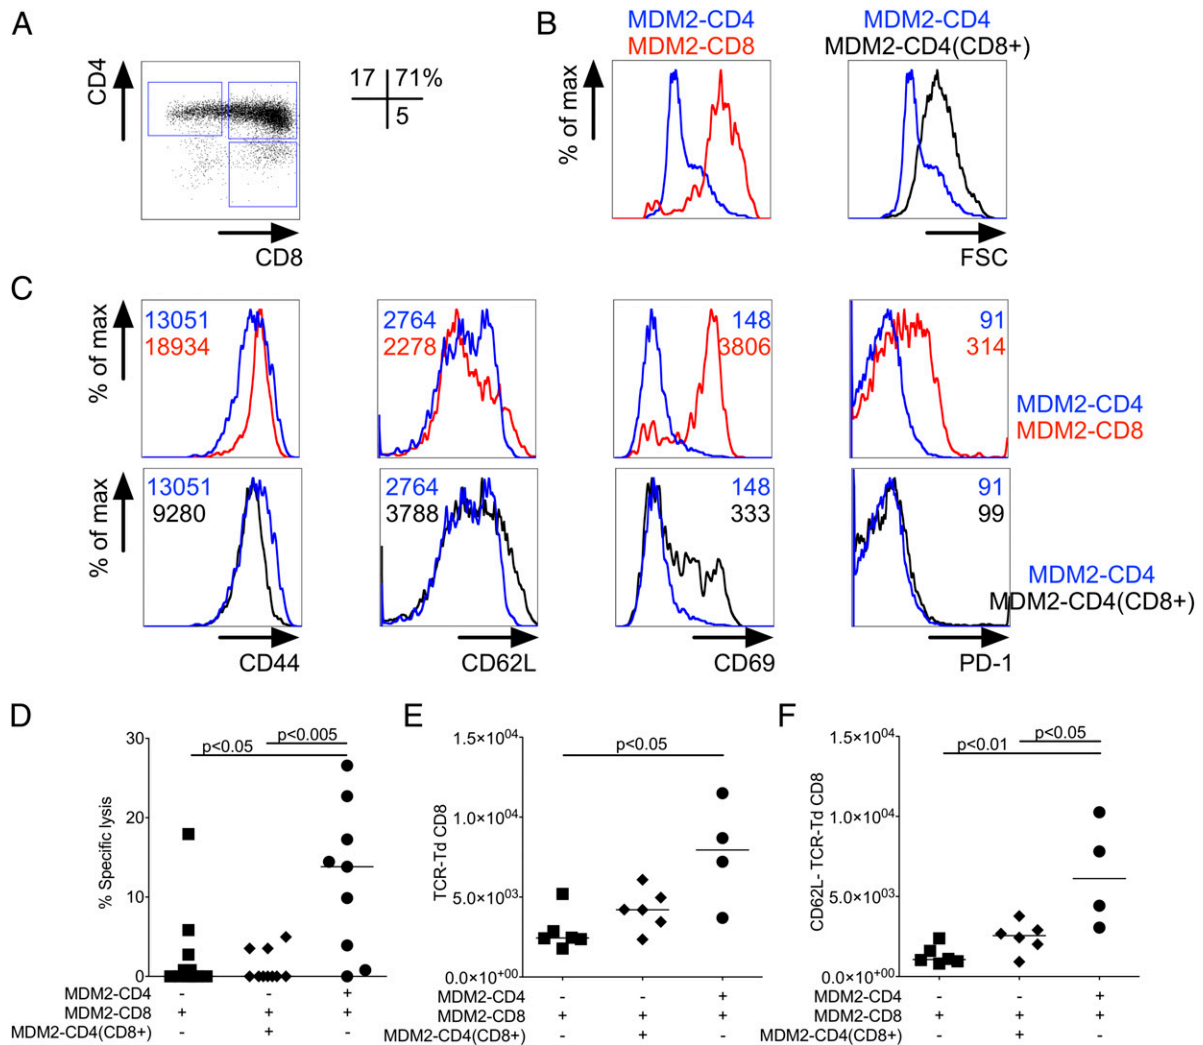 A
CD4
17 71%
5
CD8
B
MDM2-CD4
MDM2-CD8
MDM2-CD4
MDM2-CD4(CD8+)
% of max
FSC
C
% of max
13051
18934
2764
2278
148
3806
91
314
MDM2-CD4
MDM2-CD8
% of max
13051
9280
2764
3788
148
333
91
99
MDM2-CD4
MDM2-CD4(CD8+)
CD44 CD62L CD69 PD-1
D
% Specific lysis
30
20
10
0
p<0.005
p<0.05
MDM2-CD4 - - +
MDM2-CD8 + + +
MDM2-CD4(CD8+) - + -
E
TCR-Td CD8
1.5×10⁰⁴
1.0×10⁰⁴
5.0×10⁰³
0.0×10⁺⁰⁰
p<0.05
MDM2-CD4 - - +
MDM2-CD8 + + +
MDM2-CD4(CD8+) - + -
F
CD62L- TCR-Td CD8
1.5×10⁰⁴
1.0×10⁰⁴
5.0×10⁰³
0.0×10⁺⁰⁰
p<0.05
p<0.01
MDM2-CD4 - - +
MDM2-CD8 + + +
MDM2-CD4(CD8+) - + -